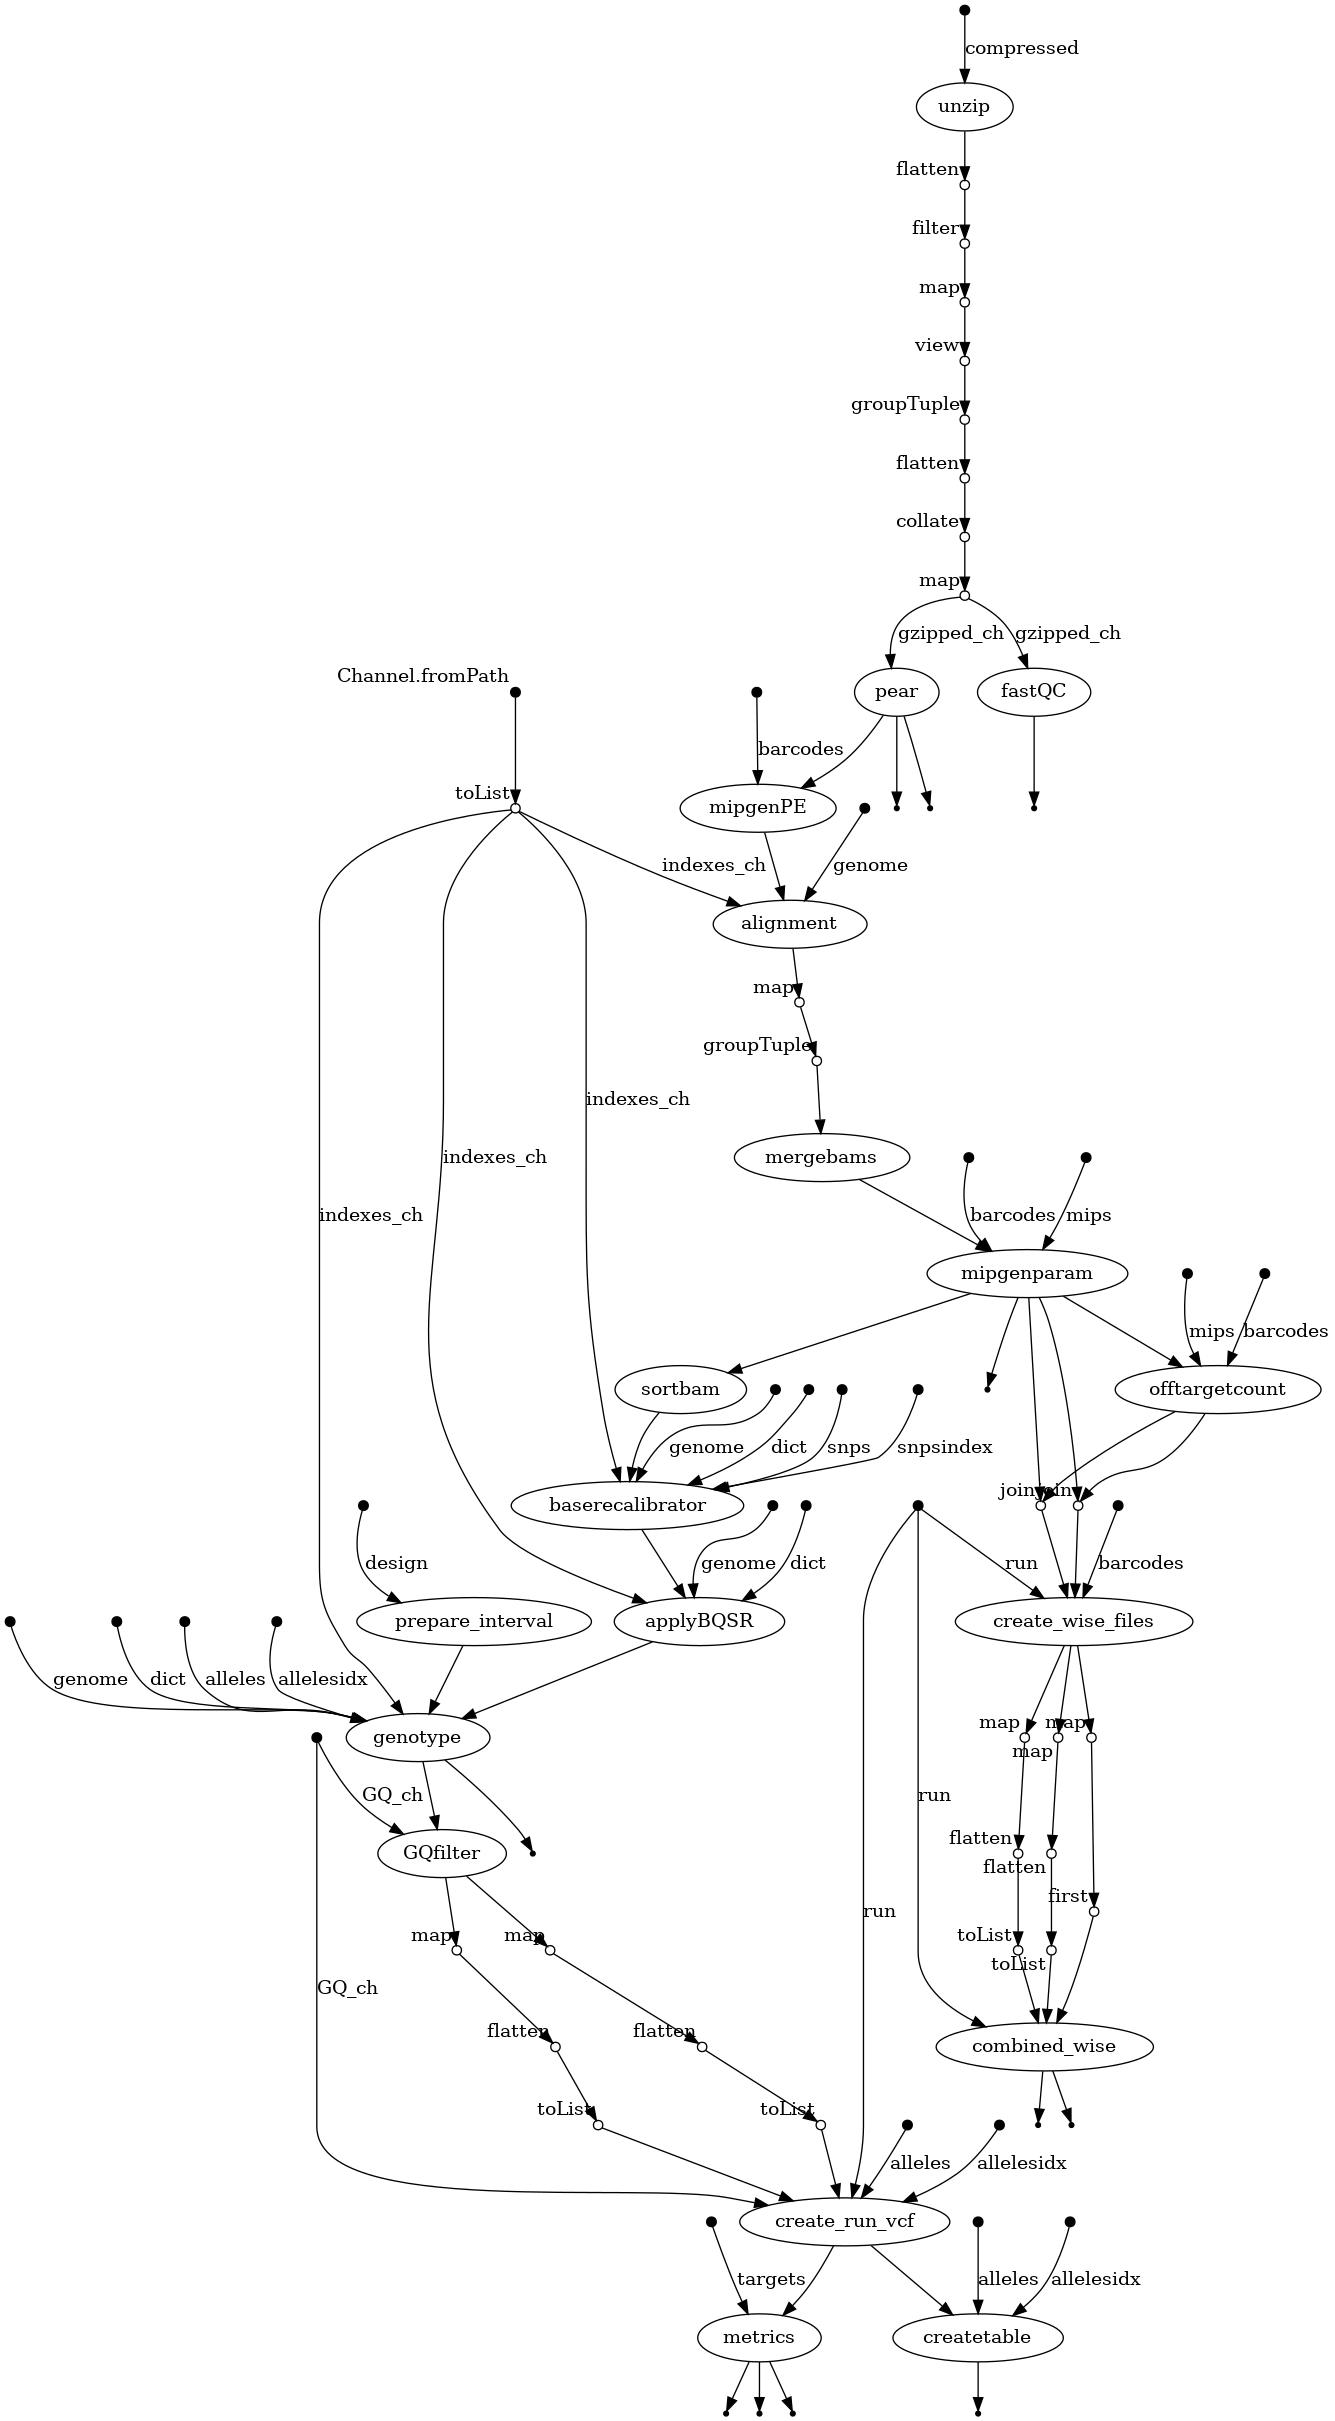 compressed
unzip
flatten
filter
map
view
groupTuple
flatten
collate
map
gzipped_ch
gzipped_ch
Channel.fromPath
pear
fastQC
barcodes
toList
mipgenPE
indexes_ch
genome
alignment
map
groupTuple
indexes_ch
indexes_ch
mergebams
indexes_ch
barcodes
mips
mipgenparam
mips
barcodes
sortbam
offtargetcount
genome
dict
snps
snpsindex
join
join
baserecalibrator
design
genome
dict
run
barcodes
prepare_interval
applyBQSR
create_wise_files
genome
dict
alleles
allelesidx
map
map
genotype
map
GQ_ch
run
flatten
GQfilter
flatten
first
run
map
map
toList
toList
GQ_ch
flatten
flatten
combined_wise
toList
toList
alleles
allelesidx
create_run_vcf
targets
alleles
allelesidx
metrics
createtable